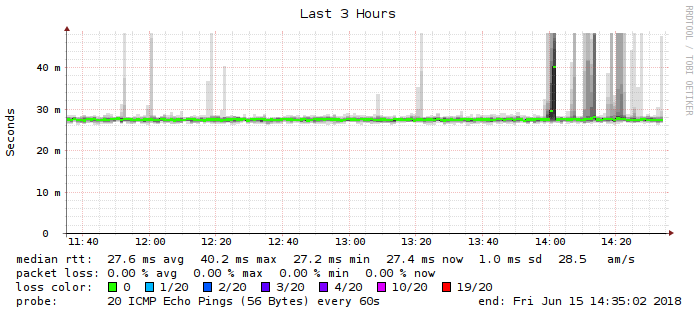 Last 3 Hours
RRDTOOL / TOBI OETIKER
Seconds
40 m
30 m
20 m
10 m
0
11:40 12:00 12:20 12:40 13:00 13:20 13:40 14:00 14:20
median rtt: 27.6 ms avg 40.2 ms max 27.2 ms min 27.4 ms now 1.0 ms sd 28.5 am/s
packet loss: 0.00 % avg 0.00 % max 0.00 % min 0.00 % now
loss color: 0 1/20 2/20 3/20 4/20 10/20 19/20
probe: 20 ICMP Echo Pings (56 Bytes) every 60s end: Fri Jun 15 14:35:02 2018